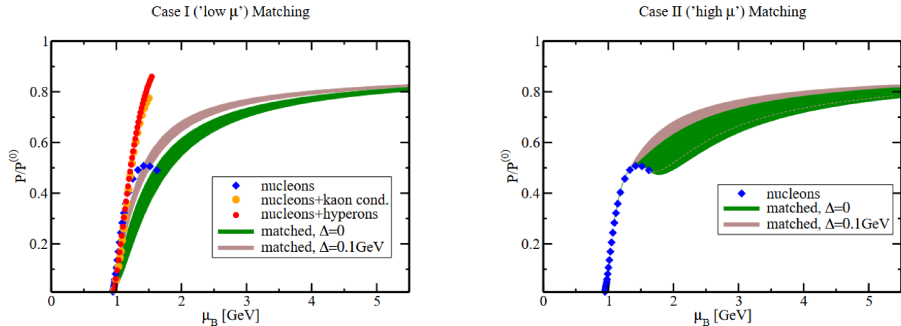 Case I ('low μ') Matching
P/P(0)
1
0.8
0.6
0.4
0.2
nucleons
nucleons+kaon cond.
nucleons+hyperons
matched, Δ=0
matched, Δ=0.1GeV
0 1 2 3 4 5
μB [GeV]
Case II ('high μ') Matching
P/P(0)
1
0.8
0.6
0.4
0.2
nucleons
matched, Δ=0
matched, Δ=0.1GeV
0 1 2 3 4 5
μB [GeV]